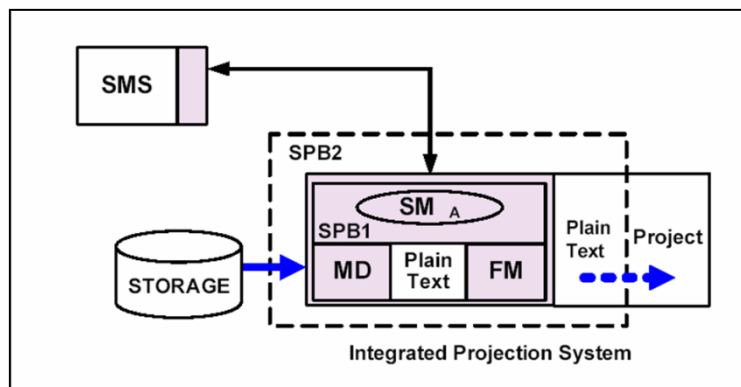 SMS
SPB2
SM A
SPB1
MD
Plain
Text
FM
Plain
Text
Project
STORAGE
Integrated Projection System